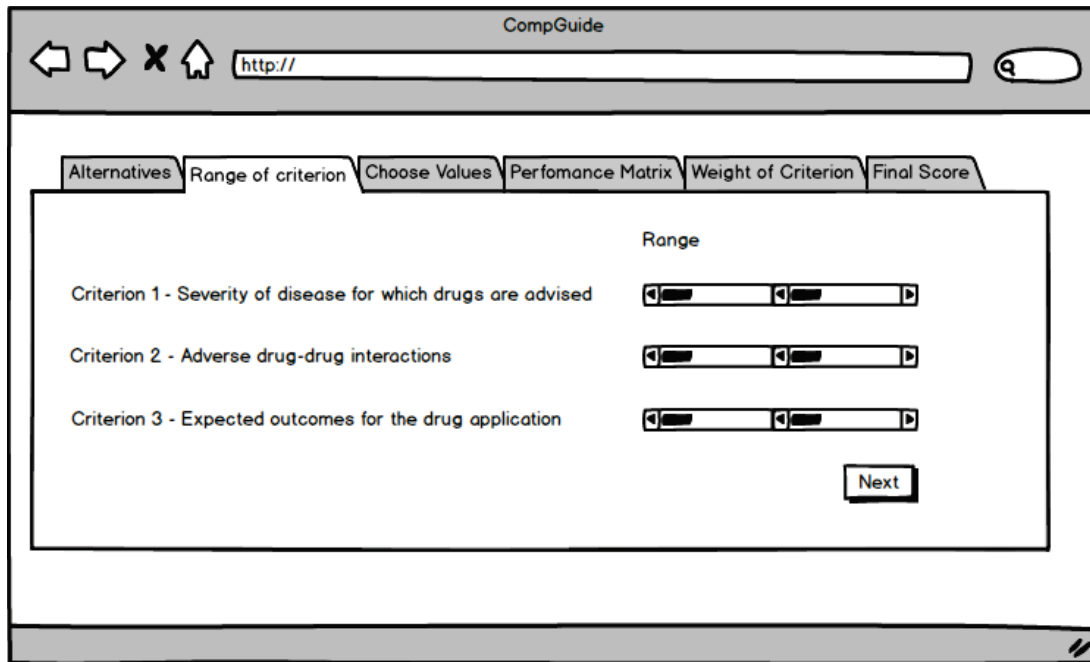 CompGuide
http://
Alternatives Range of criterion Choose Values Perfomance Matrix Weight of Criterion Final Score
Range
Criterion 1 - Severity of disease for which drugs are advised
Criterion 2 - Adverse drug-drug interactions
Criterion 3 - Expected outcomes for the drug application
Next